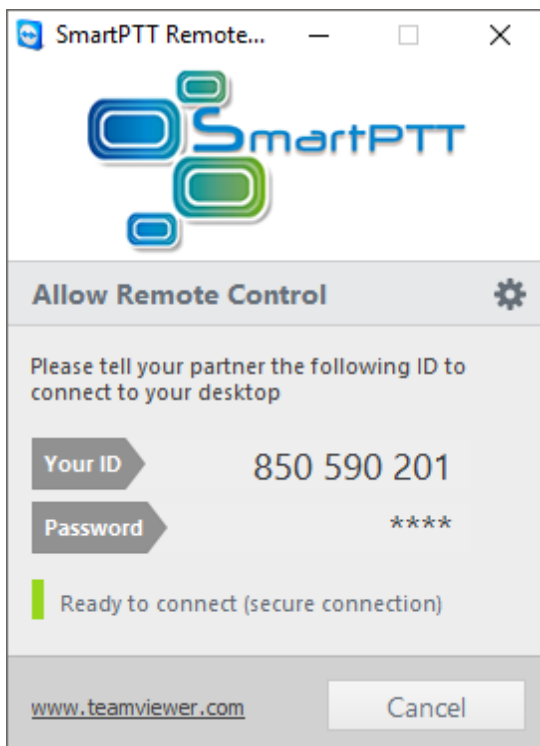 SmartPTT Remote...
SmartPTT
Allow Remote Control
Please tell your partner the following ID to
connect to your desktop
Your ID 850 590 201
Password ****
Ready to connect (secure connection)
www.teamviewer.com Cancel